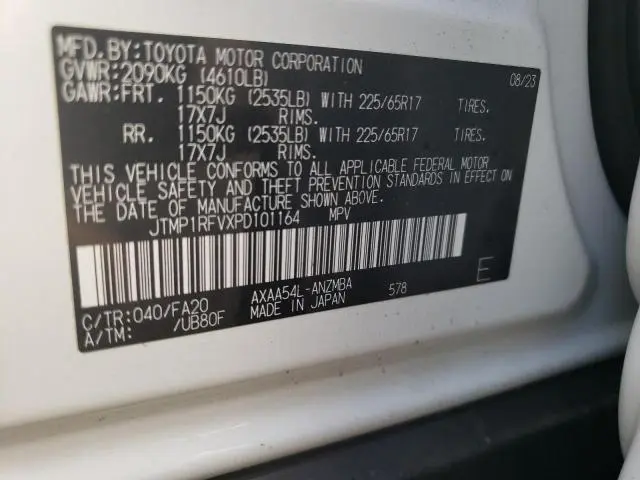 MFD.BY:TOYOTA MOTOR CORPORATION 08/23
GVWR:2090KG (4610LB)
GAWR:FRT. 1150KG (2535LB) WITH 225/65R17 TIRES.
17X7J RIMS.
RR. 1150KG (2535LB) WITH 225/65R17 TIRES.
17X7J RIMS.
THIS VEHICLE CONFORMS TO ALL APPLICABLE FEDERAL MOTOR
VEHICLE SAFETY AND THEFT PREVENTION STANDARDS IN EFFECT ON
THE DATE OF MANUFACTURE SHOWN ABOVE.
JTMP1RFVXPD101164 MPV
E
C/TR:040/FA20 AXAA54L-ANZMBA 578
A/TM: /UB80F MADE IN JAPAN